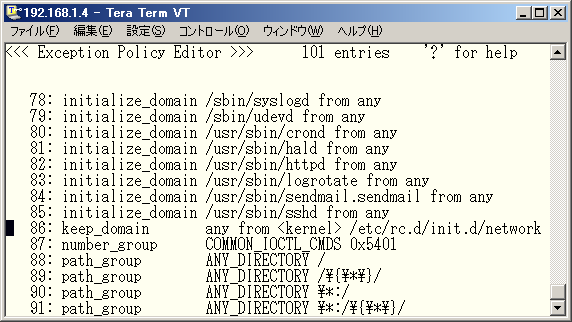 192.168.1.4 - Tera Term VT
ファイル(F) 編集(E) 設定(S) コントロール(O) ウィンドウ(W) ヘルプ(H)
<<< Exception Policy Editor >>>      101 entries    '?' for help
78: initialize_domain /sbin/syslogd from any
79: initialize_domain /sbin/udevd from any
80: initialize_domain /usr/sbin/crond from any
81: initialize_domain /usr/sbin/hald from any
82: initialize_domain /usr/sbin/httpd from any
83: initialize_domain /usr/sbin/logrotate from any
84: initialize_domain /usr/sbin/sendmail.sendmail from any
85: initialize_domain /usr/sbin/sshd from any
86: keep_domain       any from <kernel> /etc/rc.d/init.d/network
87: number_group      COMMON_IOCTL_CMDS 0x5401
88: path_group        ANY_DIRECTORY /
89: path_group        ANY_DIRECTORY /¥{¥*¥}/
90: path_group        ANY_DIRECTORY ¥*:/
91: path_group        ANY_DIRECTORY ¥*:/¥{¥*¥}/